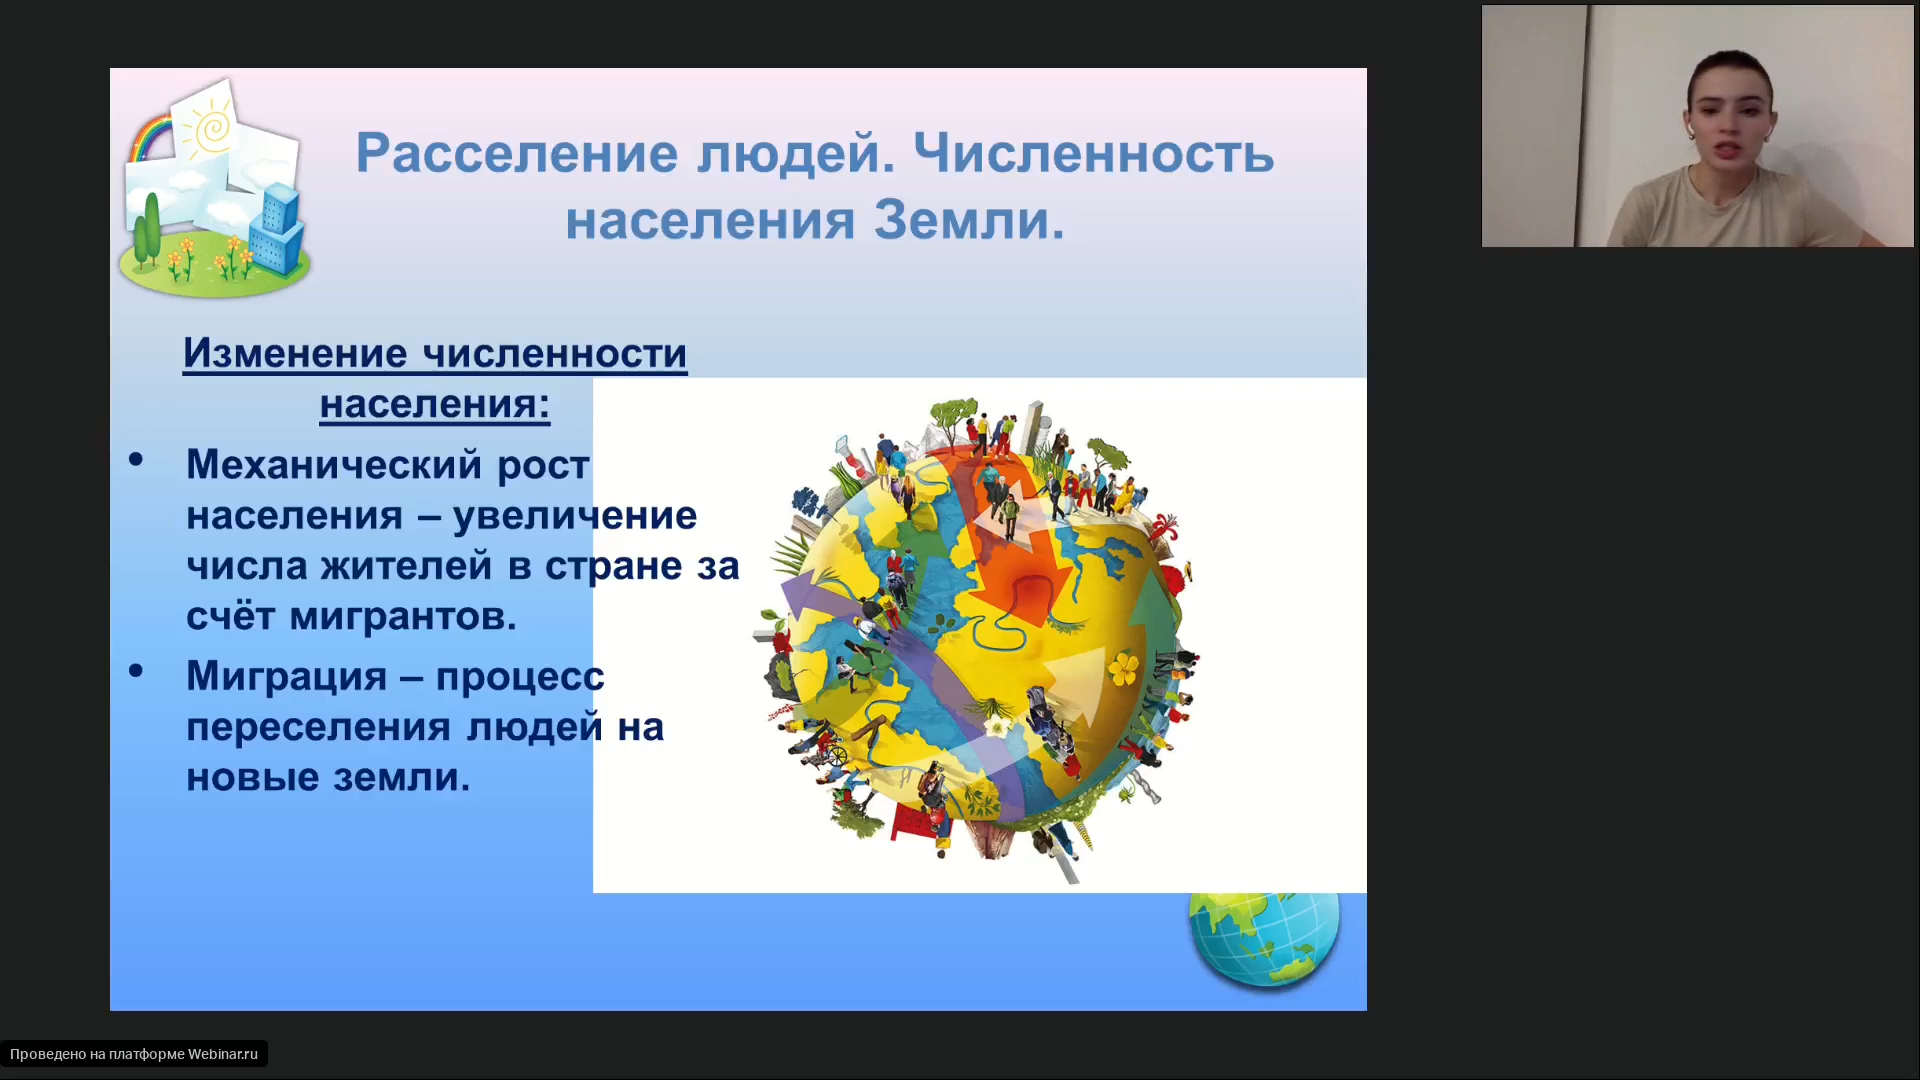 Расселение людей. Численность
населения Земли.
Изменение численности
населения:
• Механический рост
населения – увеличение
числа жителей в стране за
счёт мигрантов.
• Миграция – процесс
переселения людей на
новые земли.
Проведено на платформе Webinar.ru